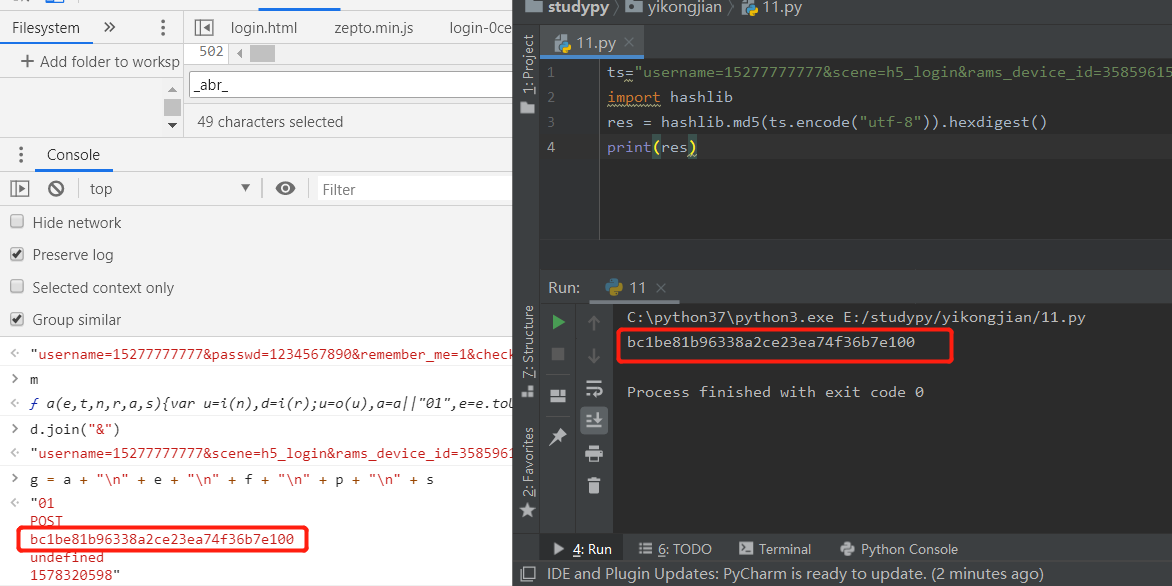 Filesystem
login.html zepto.min.js login-0ce
502
Add folder to worksp
_abr_
49 characters selected
Console
top
Filter
Hide network
Preserve log
Selected context only
Group similar
"username=15277777777&passwd=1234567890&remember_me=1&check
m
ƒ a(e,t,n,r,a,s){var u=i(n),d=i(r);u=o(u),a=a||"01",e=e.toU
d.join("&")
"username=15277777777&scene=h5_login&rams_device_id=3585961
g = a + "\n" + e + "\n" + f + "\n" + p + "\n" + s
"01
POST
bc1be81b96338a2ce23ea74f36b7e100
undefined
1578320598"
studypy yikongjian 11.py
11.py
1: Project
1 ts="username=15277777777&scene=h5_login&rams_device_id=35859615
2 import hashlib
3 res = hashlib.md5(ts.encode("utf-8")).hexdigest()
4 print(res)
Run: 11
Z: Structure
2: Favorites
C:\python37\python3.exe E:/studypy/yikongjian/11.py
bc1be81b96338a2ce23ea74f36b7e100
Process finished with exit code 0
4: Run 6: TODO Terminal Python Console
IDE and Plugin Updates: PyCharm is ready to update. (2 minutes ago)